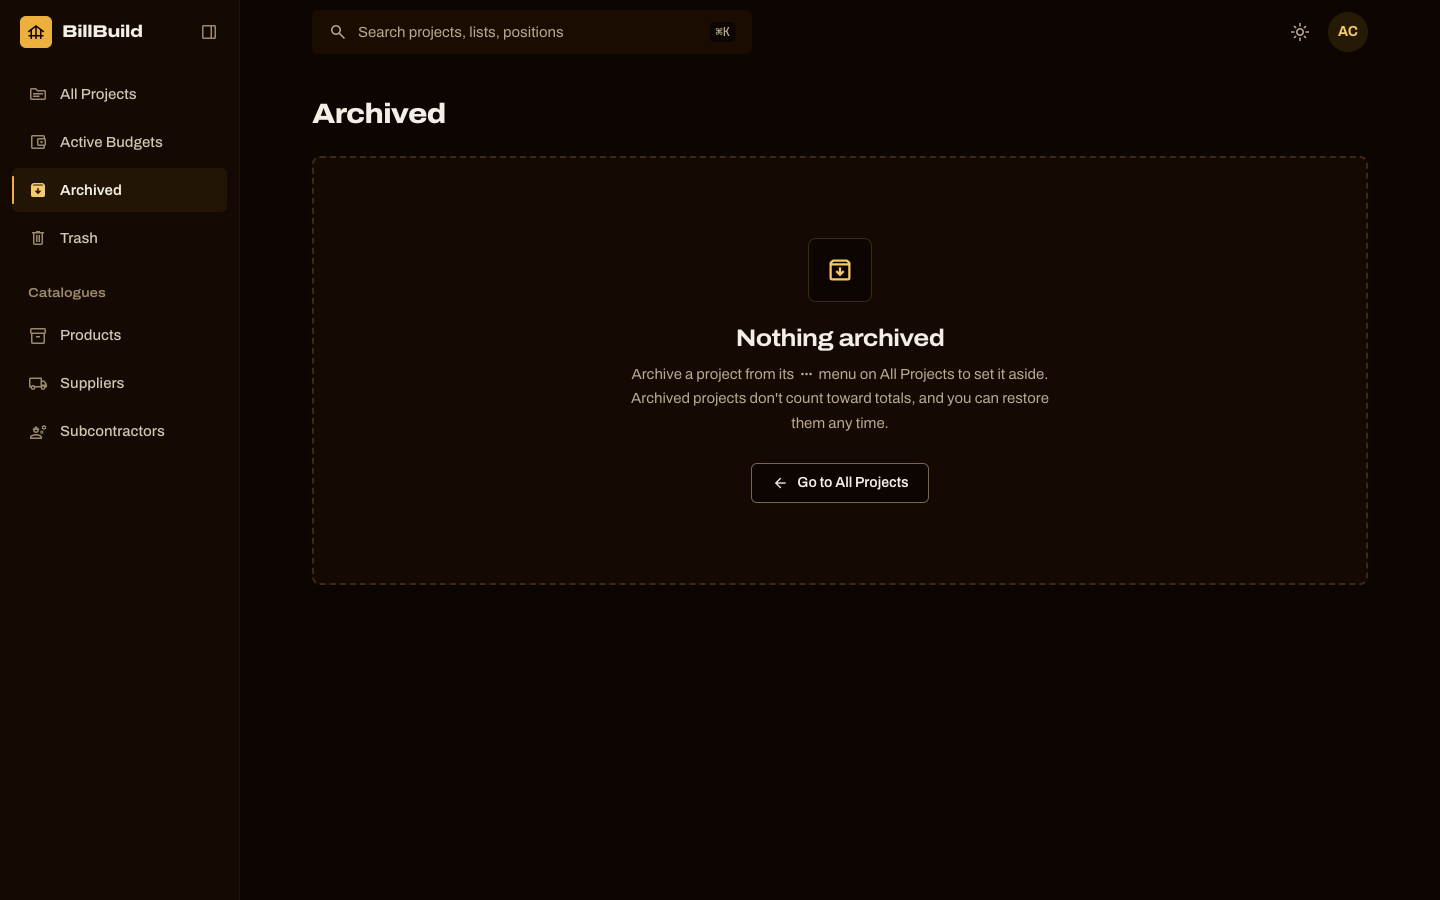 BillBuild
Search projects, lists, positions
⌘K
AC
All Projects
Active Budgets
Archived
Trash
Catalogues
Products
Suppliers
Subcontractors
Archived
Nothing archived
Archive a project from its ··· menu on All Projects to set it aside.
Archived projects don't count toward totals, and you can restore
them any time.
Go to All Projects